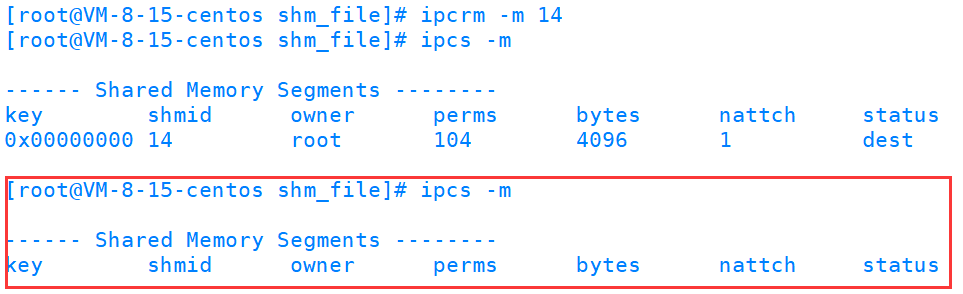 [root@VM-8-15-centos shm_file]# ipcrm -m 14
[root@VM-8-15-centos shm_file]# ipcs -m
------ Shared Memory Segments --------
key        shmid      owner      perms      bytes      nattch     status
0x00000000 14         root       104        4096       1          dest
[root@VM-8-15-centos shm_file]# ipcs -m
------ Shared Memory Segments --------
key        shmid      owner      perms      bytes      nattch     status